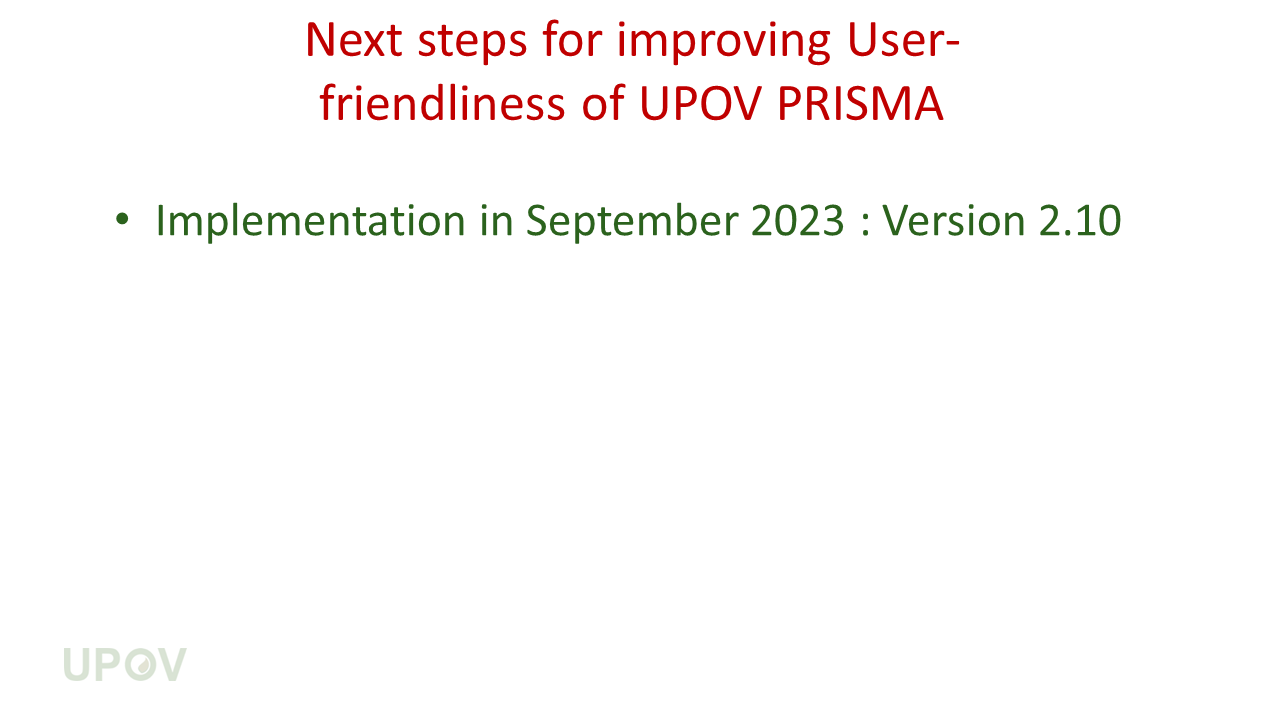 Next steps for improving User-
friendliness of UPOV PRISMA
• Implementation in September 2023 : Version 2.10
UPOV